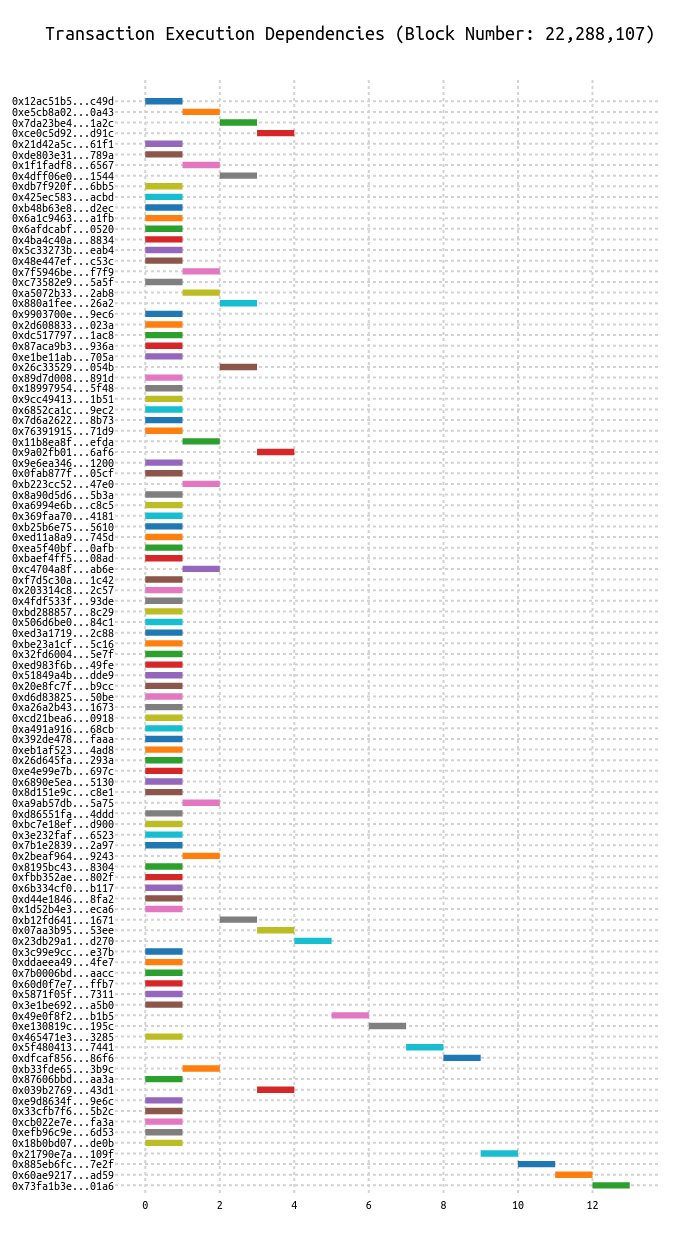 Transaction Execution Dependencies (Block Number: 22,288,107)
0x12ac51b5...c49d
0xe5cb8a02...0a43
0x7da23be4...1a2c
0xce0c5d92...d91c
0x21d42a5c...61f1
0xde803e31...789a
0x1f1fadf8...6567
0x4dff06e0...1544
0xdb7f920f...6bb5
0x425ec583...acbd
0xb48b63e8...d2ec
0x6a1c9463...a1fb
0x6afdcabf...0520
0x4ba4c40a...8834
0x5c33273b...eab4
0x48e447ef...c53c
0x7f5946be...f7f9
0xc73582e9...5a5f
0xa5072b33...2ab8
0x880a1fee...26a2
0x9903700e...9ec6
0x2d608833...023a
0xdc517797...1ac8
0x87aca9b3...936a
0xe1be11ab...705a
0x26c33529...054b
0x89d7d008...891d
0x18997954...5f48
0x9cc49413...1b51
0x6852ca1c...9ec2
0x7d6a2622...8b73
0x76391915...71d9
0x11b8ea8f...efda
0x9a02fb01...6af6
0x9e6ea346...1200
0x0fab877f...05cf
0xb223cc52...47e0
0x8a90d5d6...5b3a
0xa6994e6b...c8c5
0x369faa70...4181
0xb25b6e75...5610
0xed11a8a9...745d
0xea5f40bf...0afb
0xbaef4ff5...08ad
0xc4704a8f...ab6e
0xf7d5c30a...1c42
0x203314c8...2c57
0x4fdf533f...93de
0xbd288857...8c29
0x506d6be0...84c1
0xed3a1719...2c88
0xbe23a1cf...5c16
0x32fd6004...5e7f
0xed983f6b...49fe
0x51849a4b...dde9
0x20e8fc7f...b9cc
0xd6d83825...50be
0xa26a2b43...1673
0xcd21bea6...0918
0xa491a916...68cb
0x392de478...faaa
0xeb1af523...4ad8
0x26d645fa...293a
0xe4e99e7b...697c
0x6890e5ea...5130
0x8d151e9c...c8e1
0xa9ab57db...5a75
0xd86551fa...4ddd
0xbc7e18ef...d900
0x3e232faf...6523
0x7b1e2839...2a97
0x2beaf964...9243
0x8195bc43...8304
0xfbb352ae...802f
0x6b334cf0...b117
0xd44e1846...8fa2
0x1d52b4e3...eca6
0xb12fd641...1671
0x07aa3b95...53ee
0x23db29a1...d270
0x3c99e9cc...e37b
0xddaeea49...4fe7
0x7b0006bd...aacc
0x60d0f7e7...ffb7
0x5871f05f...7311
0x3e1be692...a5b0
0x49e0f8f2...b1b5
0xe130819c...195c
0x465471e3...3285
0x5f480413...7441
0xdfcaf856...86f6
0xb33fde65...3b9c
0x87606bbd...aa3a
0x039b2769...43d1
0xe9d8634f...9e6c
0x33cfb7f6...5b2c
0xcb022e7e...fa3a
0xefb96c9e...6d53
0x18b0bd07...de0b
0x21790e7a...109f
0x885eb6fc...7e2f
0x60ae9217...ad59
0x73fa1b3e...01a6
0 2 4 6 8 10 12